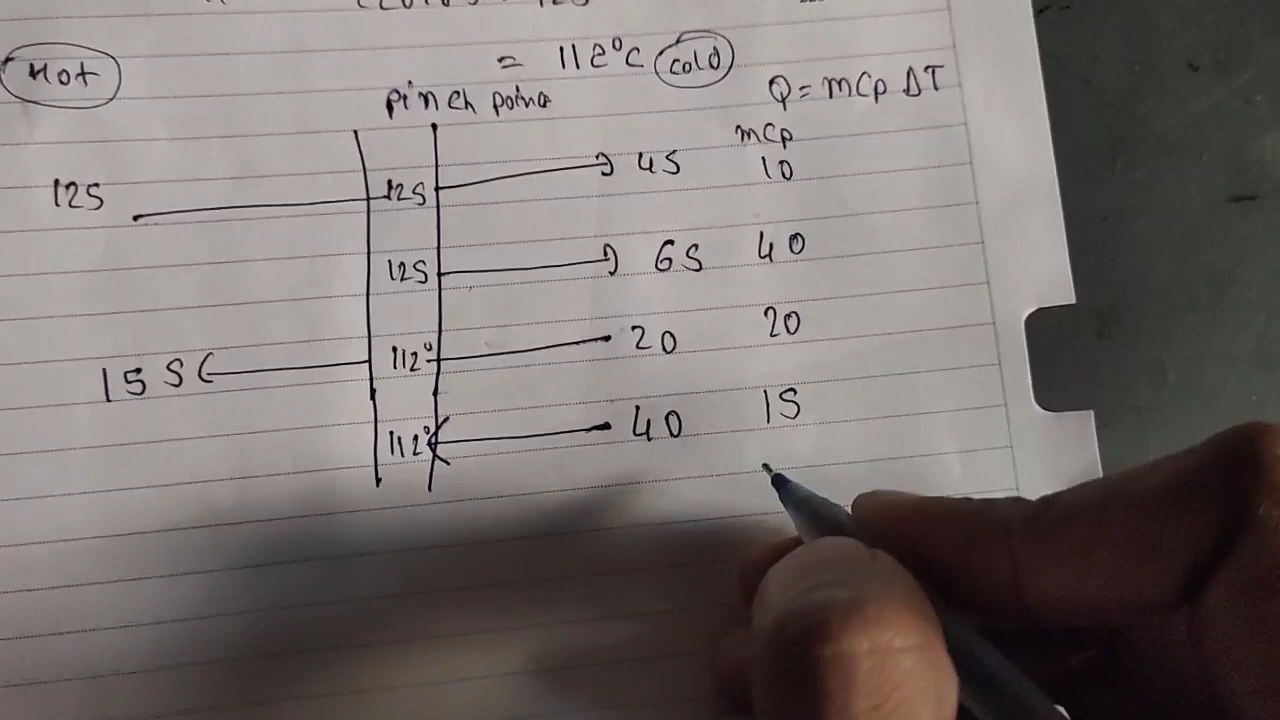 Hot
= 112°C cold
pinch point
Q = mCp ΔT
mCp
125 125 45 10
125 65 40
155 112° 20 20
112° 40 15